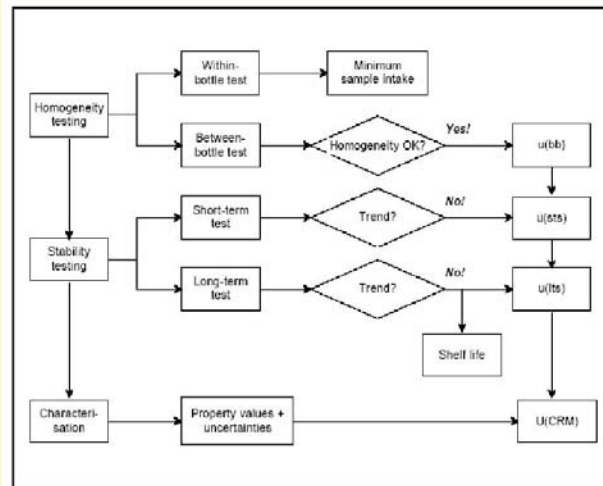 Within-
bottle test
Minimum
sample intake
Homogeneity
testing
Between-
bottle test
Homogeneity OK?
Yes!
u(bb)
Short-term
test
Trend?
No!
u(sts)
Stability
testing
Long-term
test
Trend?
No!
u(lts)
Shelf life
Characteri-
sation
Property values +
uncertainties
U(CRM)